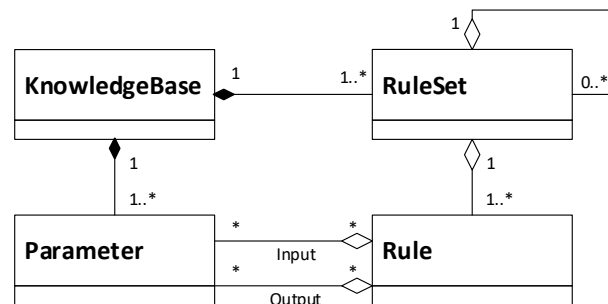 1
KnowledgeBase
1
1..*
RuleSet
0..*
1
1
1..*
1..*
Parameter
*
*
Rule
Input
*
*
Output